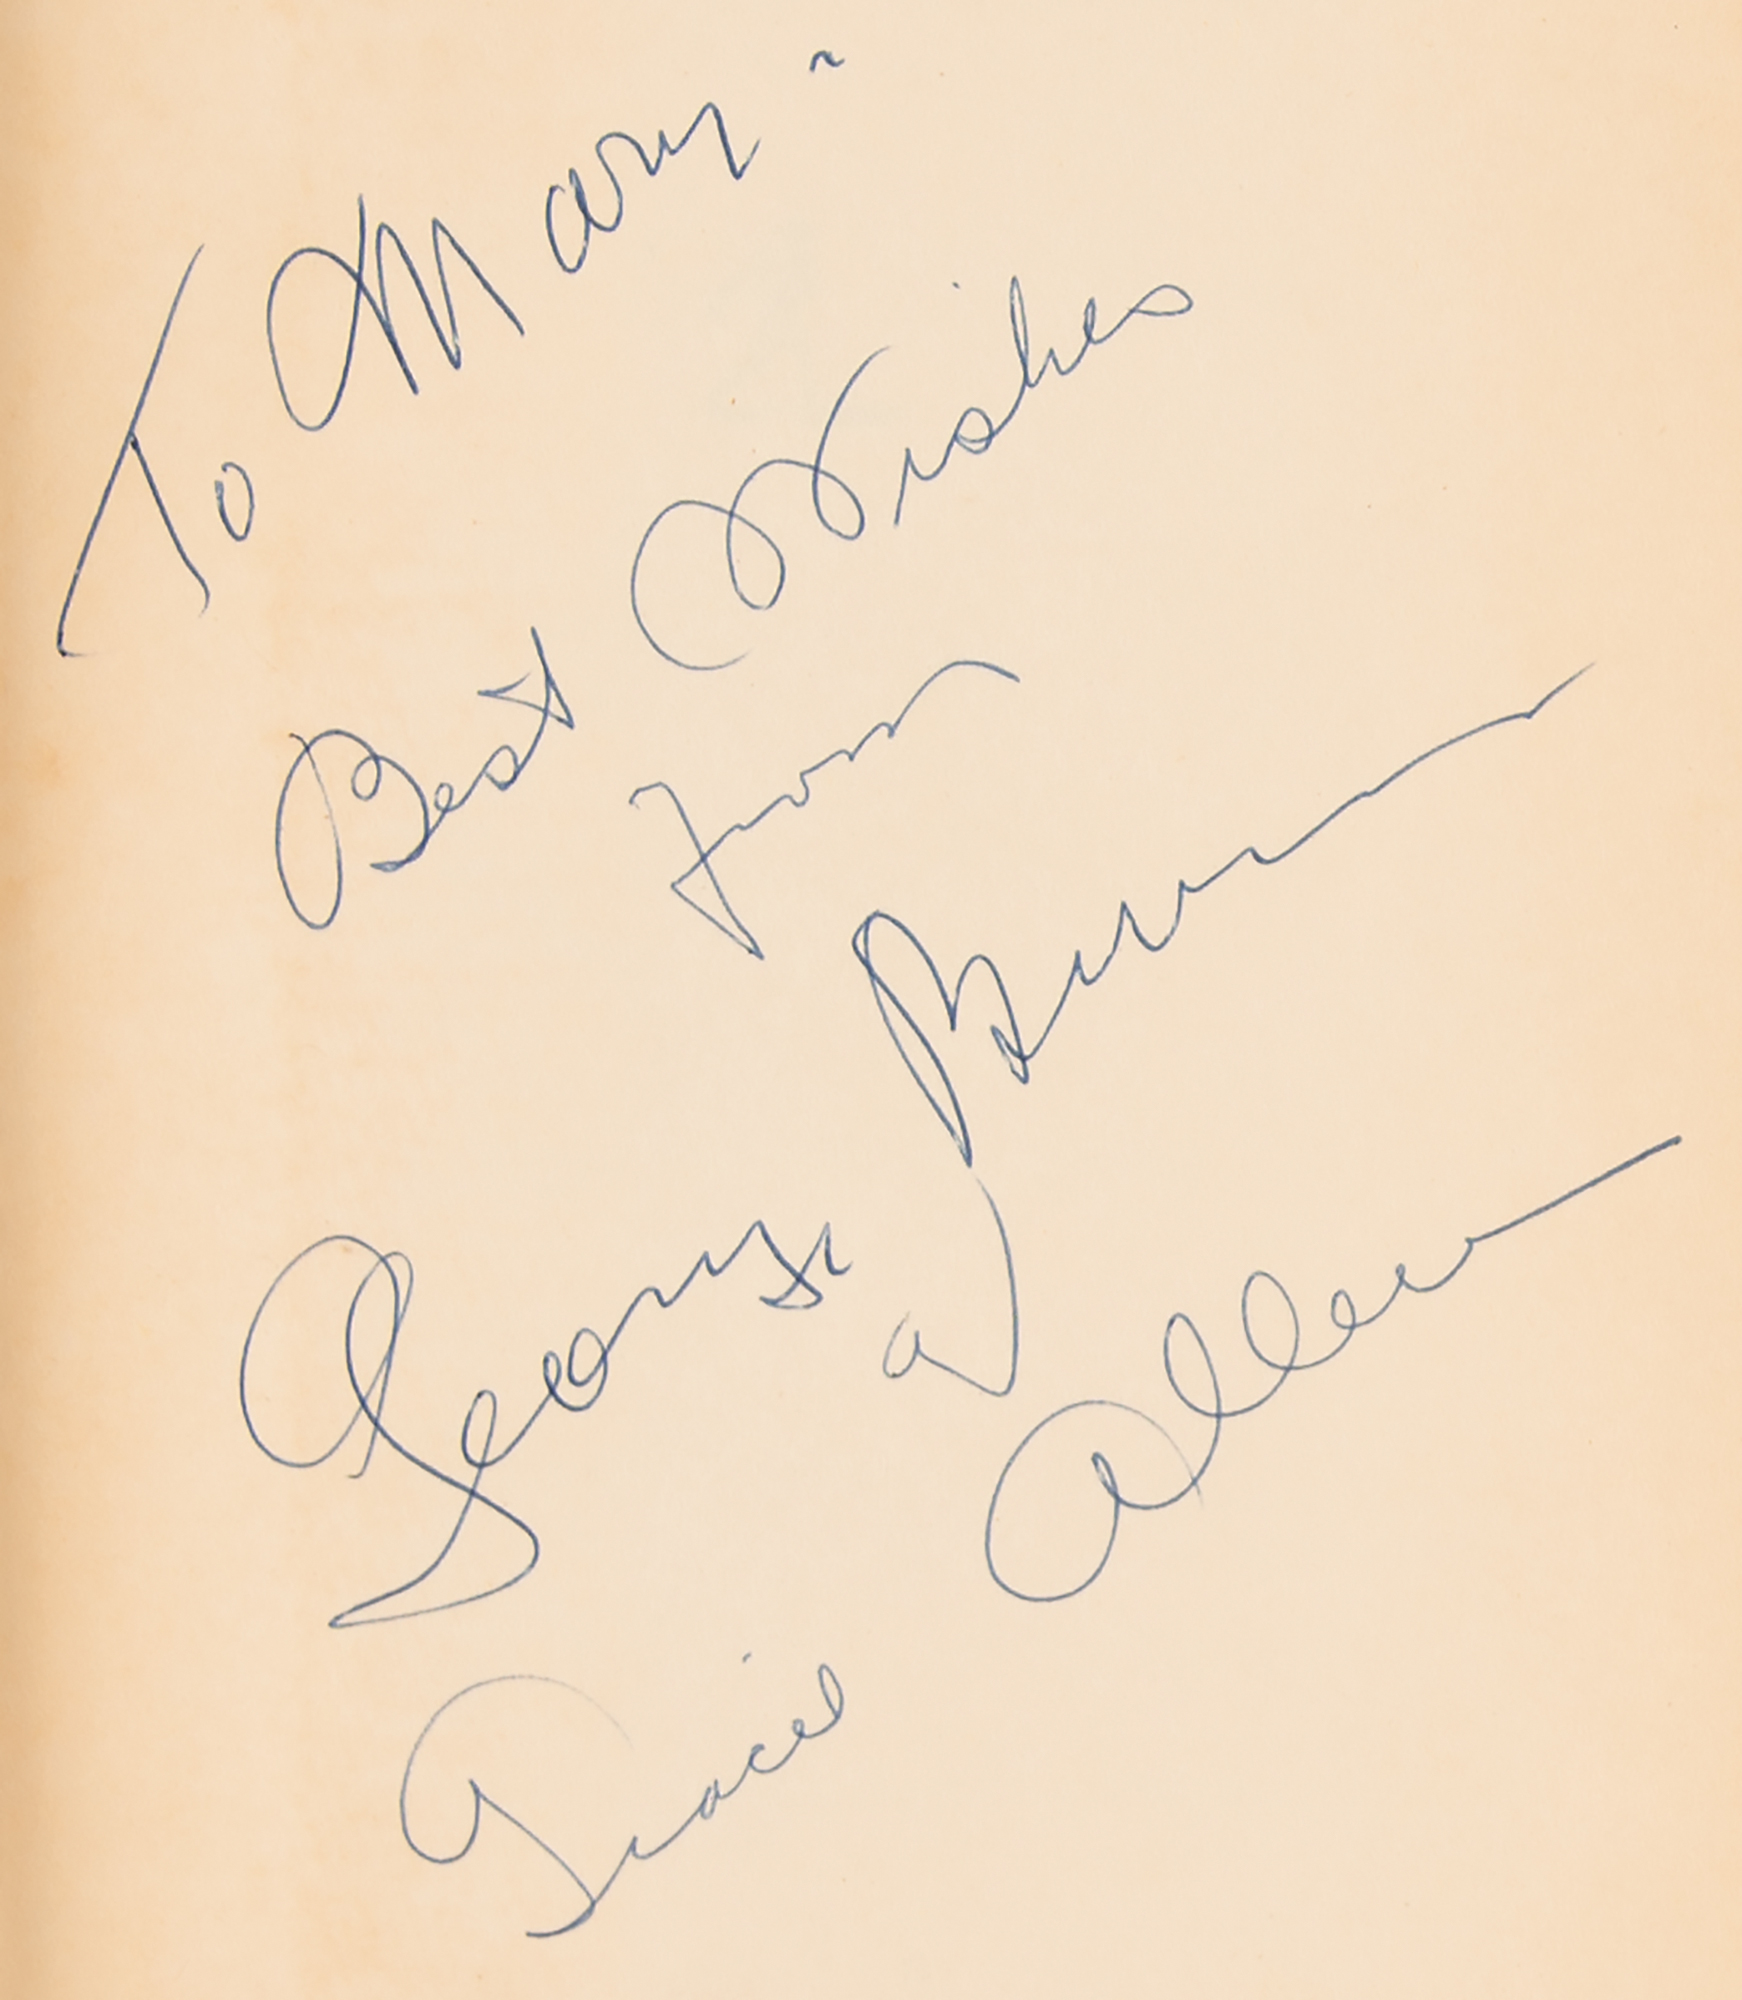 To Mary ~
Best Wishes
from
George Burns
Gracie Allen